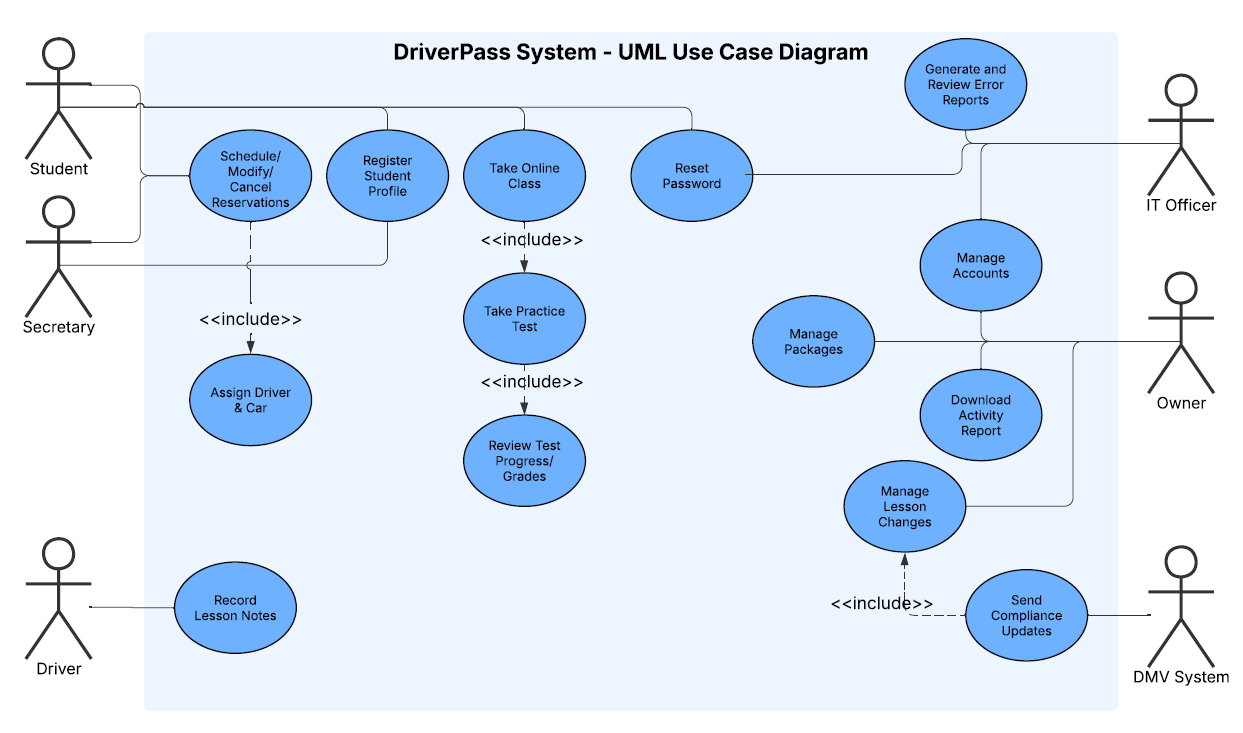 DriverPass System - UML Use Case Diagram
Generate and
Review Error
Reports
Student
Schedule/
Modify/
Cancel
Reservations
Register
Student
Profile
Take Online
Class
Reset
Password
IT Officer
<<include>>
Manage
Accounts
Secretary
<<include>>
Take Practice
Test
Manage
Packages
<<include>>
Assign Driver
& Car
Download
Activity
Report
Owner
Review Test
Progress/
Grades
Manage
Lesson
Changes
Record
Lesson Notes
<<include>>
Send
Compliance
Updates
Driver
DMV System